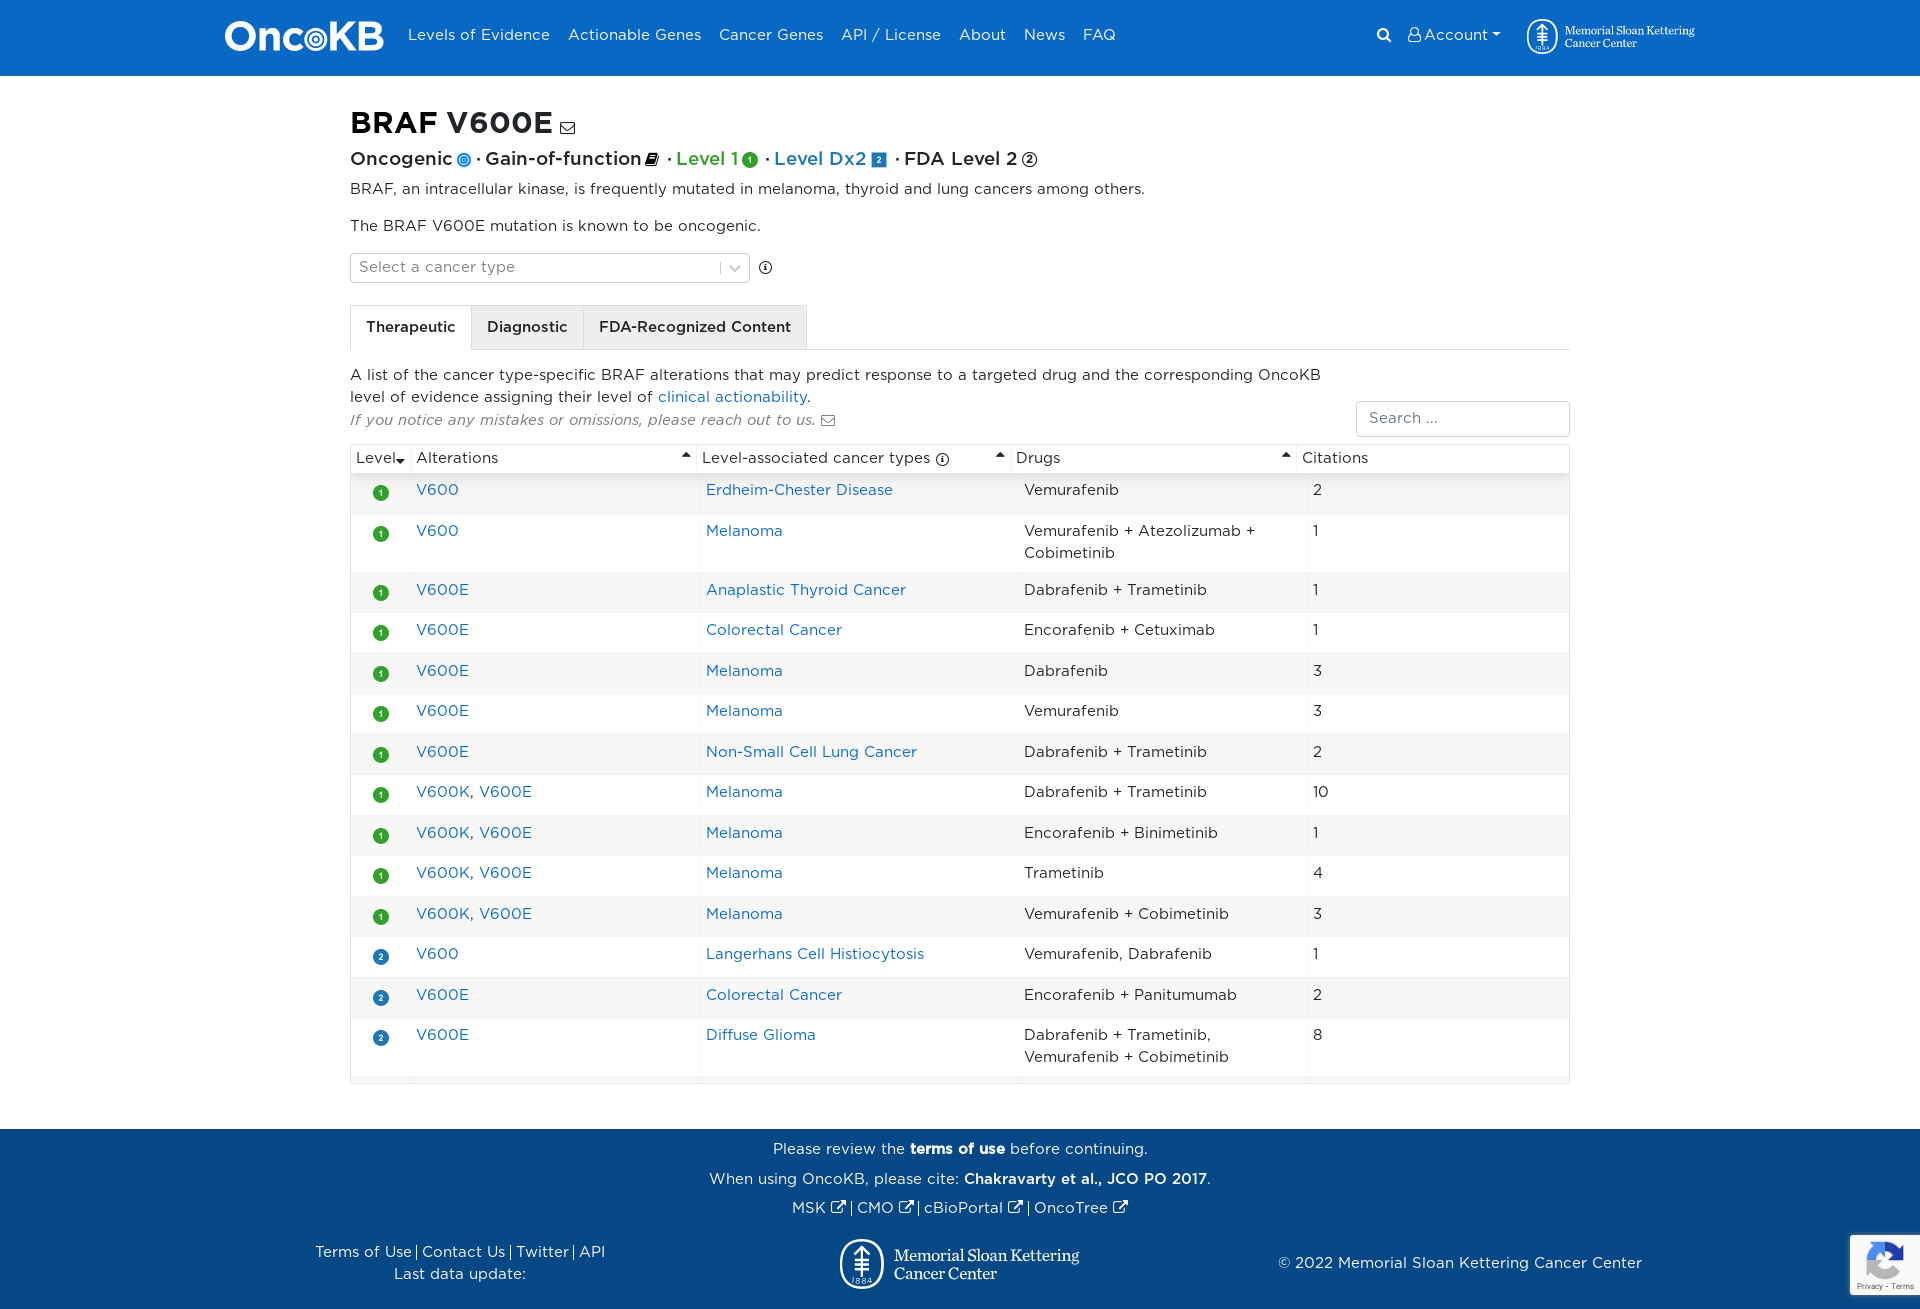 OncoKB Levels of Evidence Actionable Genes Cancer Genes API / License About News FAQ Account Memorial Sloan Kettering
Cancer Center
1884
BRAF V600E
Oncogenic · Gain-of-function · Level 1 1 · Level Dx2 2 · FDA Level 2 2
BRAF, an intracellular kinase, is frequently mutated in melanoma, thyroid and lung cancers among others.
The BRAF V600E mutation is known to be oncogenic.
Select a cancer type
Therapeutic Diagnostic FDA-Recognized Content
A list of the cancer type-specific BRAF alterations that may predict response to a targeted drug and the corresponding OncoKB
level of evidence assigning their level of clinical actionability.
If you notice any mistakes or omissions, please reach out to us.
Search ...
Level Alterations Level-associated cancer types Drugs Citations
1 V600 Erdheim-Chester Disease Vemurafenib 2
1 V600 Melanoma Vemurafenib + Atezolizumab + 1
Cobimetinib
1 V600E Anaplastic Thyroid Cancer Dabrafenib + Trametinib 1
1 V600E Colorectal Cancer Encorafenib + Cetuximab 1
1 V600E Melanoma Dabrafenib 3
1 V600E Melanoma Vemurafenib 3
1 V600E Non-Small Cell Lung Cancer Dabrafenib + Trametinib 2
1 V600K, V600E Melanoma Dabrafenib + Trametinib 10
1 V600K, V600E Melanoma Encorafenib + Binimetinib 1
1 V600K, V600E Melanoma Trametinib 4
1 V600K, V600E Melanoma Vemurafenib + Cobimetinib 3
2 V600 Langerhans Cell Histiocytosis Vemurafenib, Dabrafenib 1
2 V600E Colorectal Cancer Encorafenib + Panitumumab 2
2 V600E Diffuse Glioma Dabrafenib + Trametinib, 8
Vemurafenib + Cobimetinib
Please review the terms of use before continuing.
When using OncoKB, please cite: Chakravarty et al., JCO PO 2017.
MSK | CMO | cBioPortal | OncoTree
Terms of Use | Contact Us | Twitter | API
Last data update:
1884 Memorial Sloan Kettering
Cancer Center
© 2022 Memorial Sloan Kettering Cancer Center
Privacy - Terms